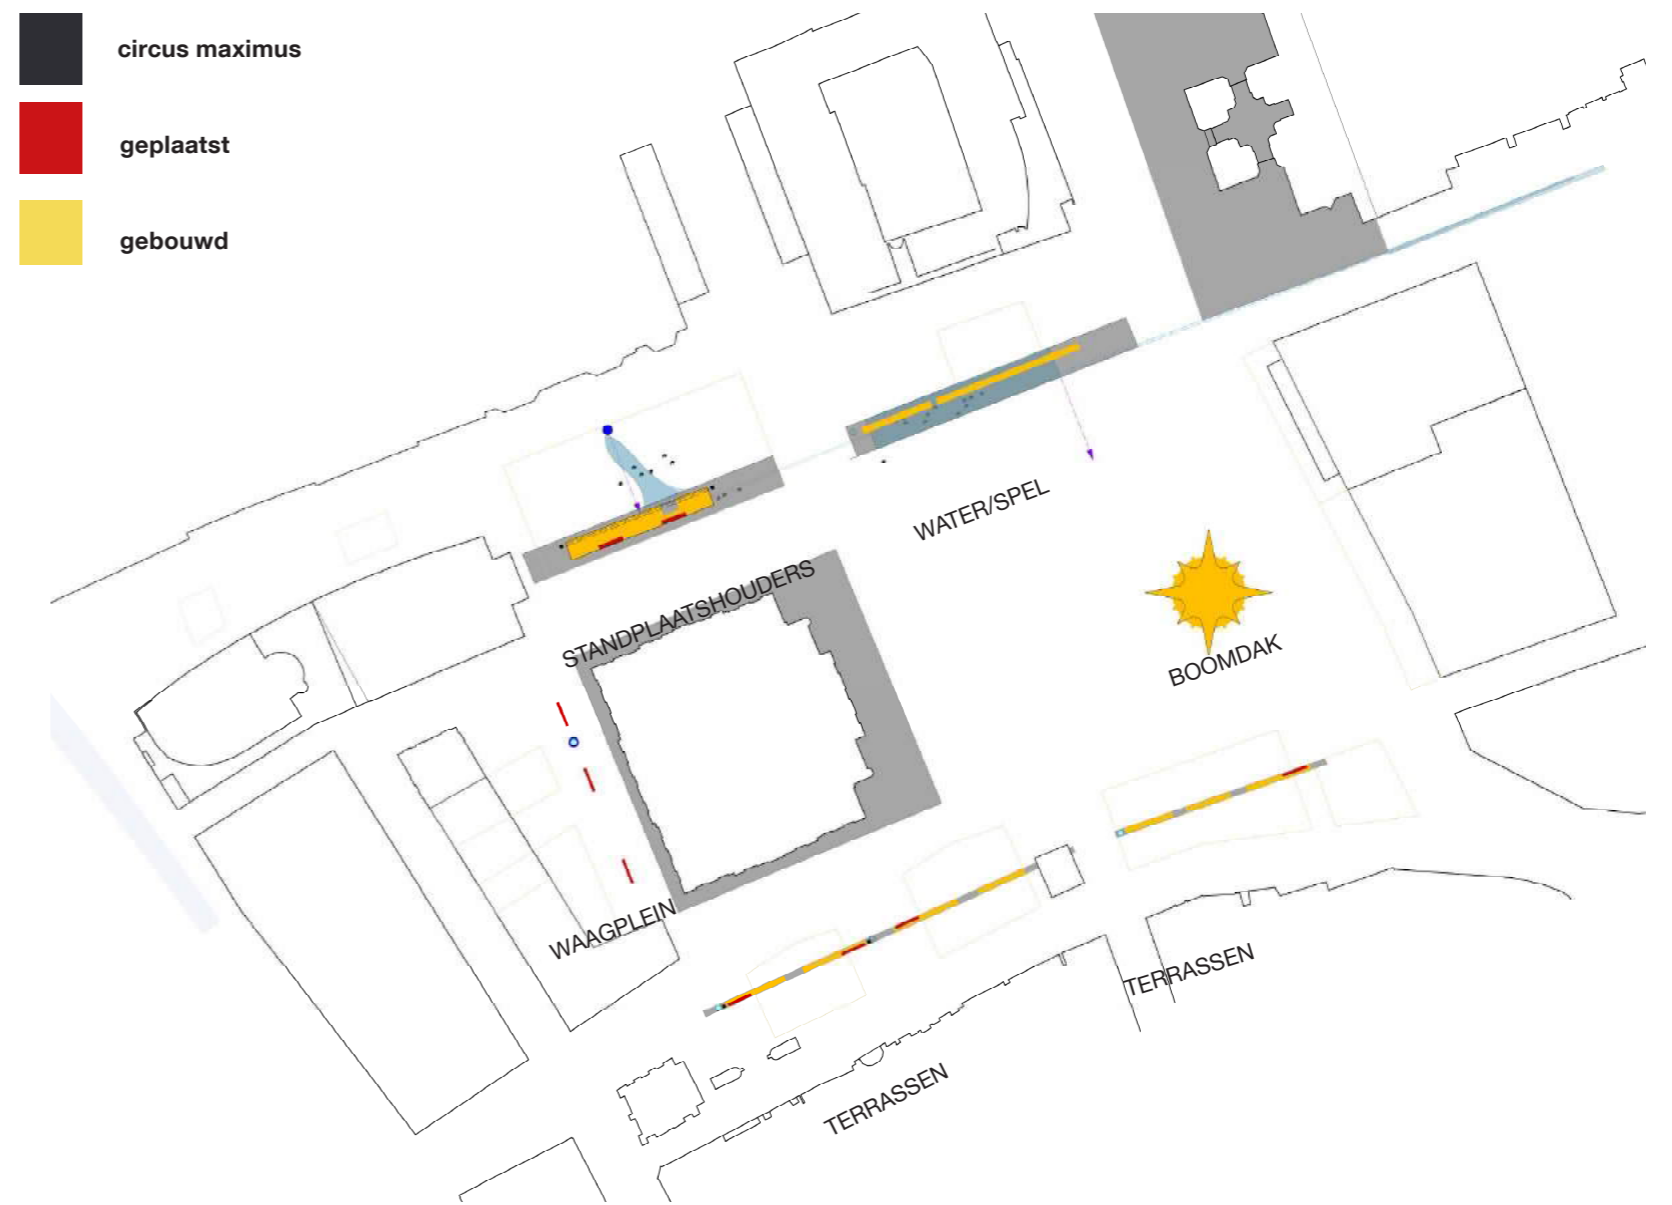 circus maximus
geplaatst
gebouwd
WATER/SPEL
STANDPLAATSHOUDERS
BOOMDAK
WAAGPLEIN
TERRASSEN
TERRASSEN